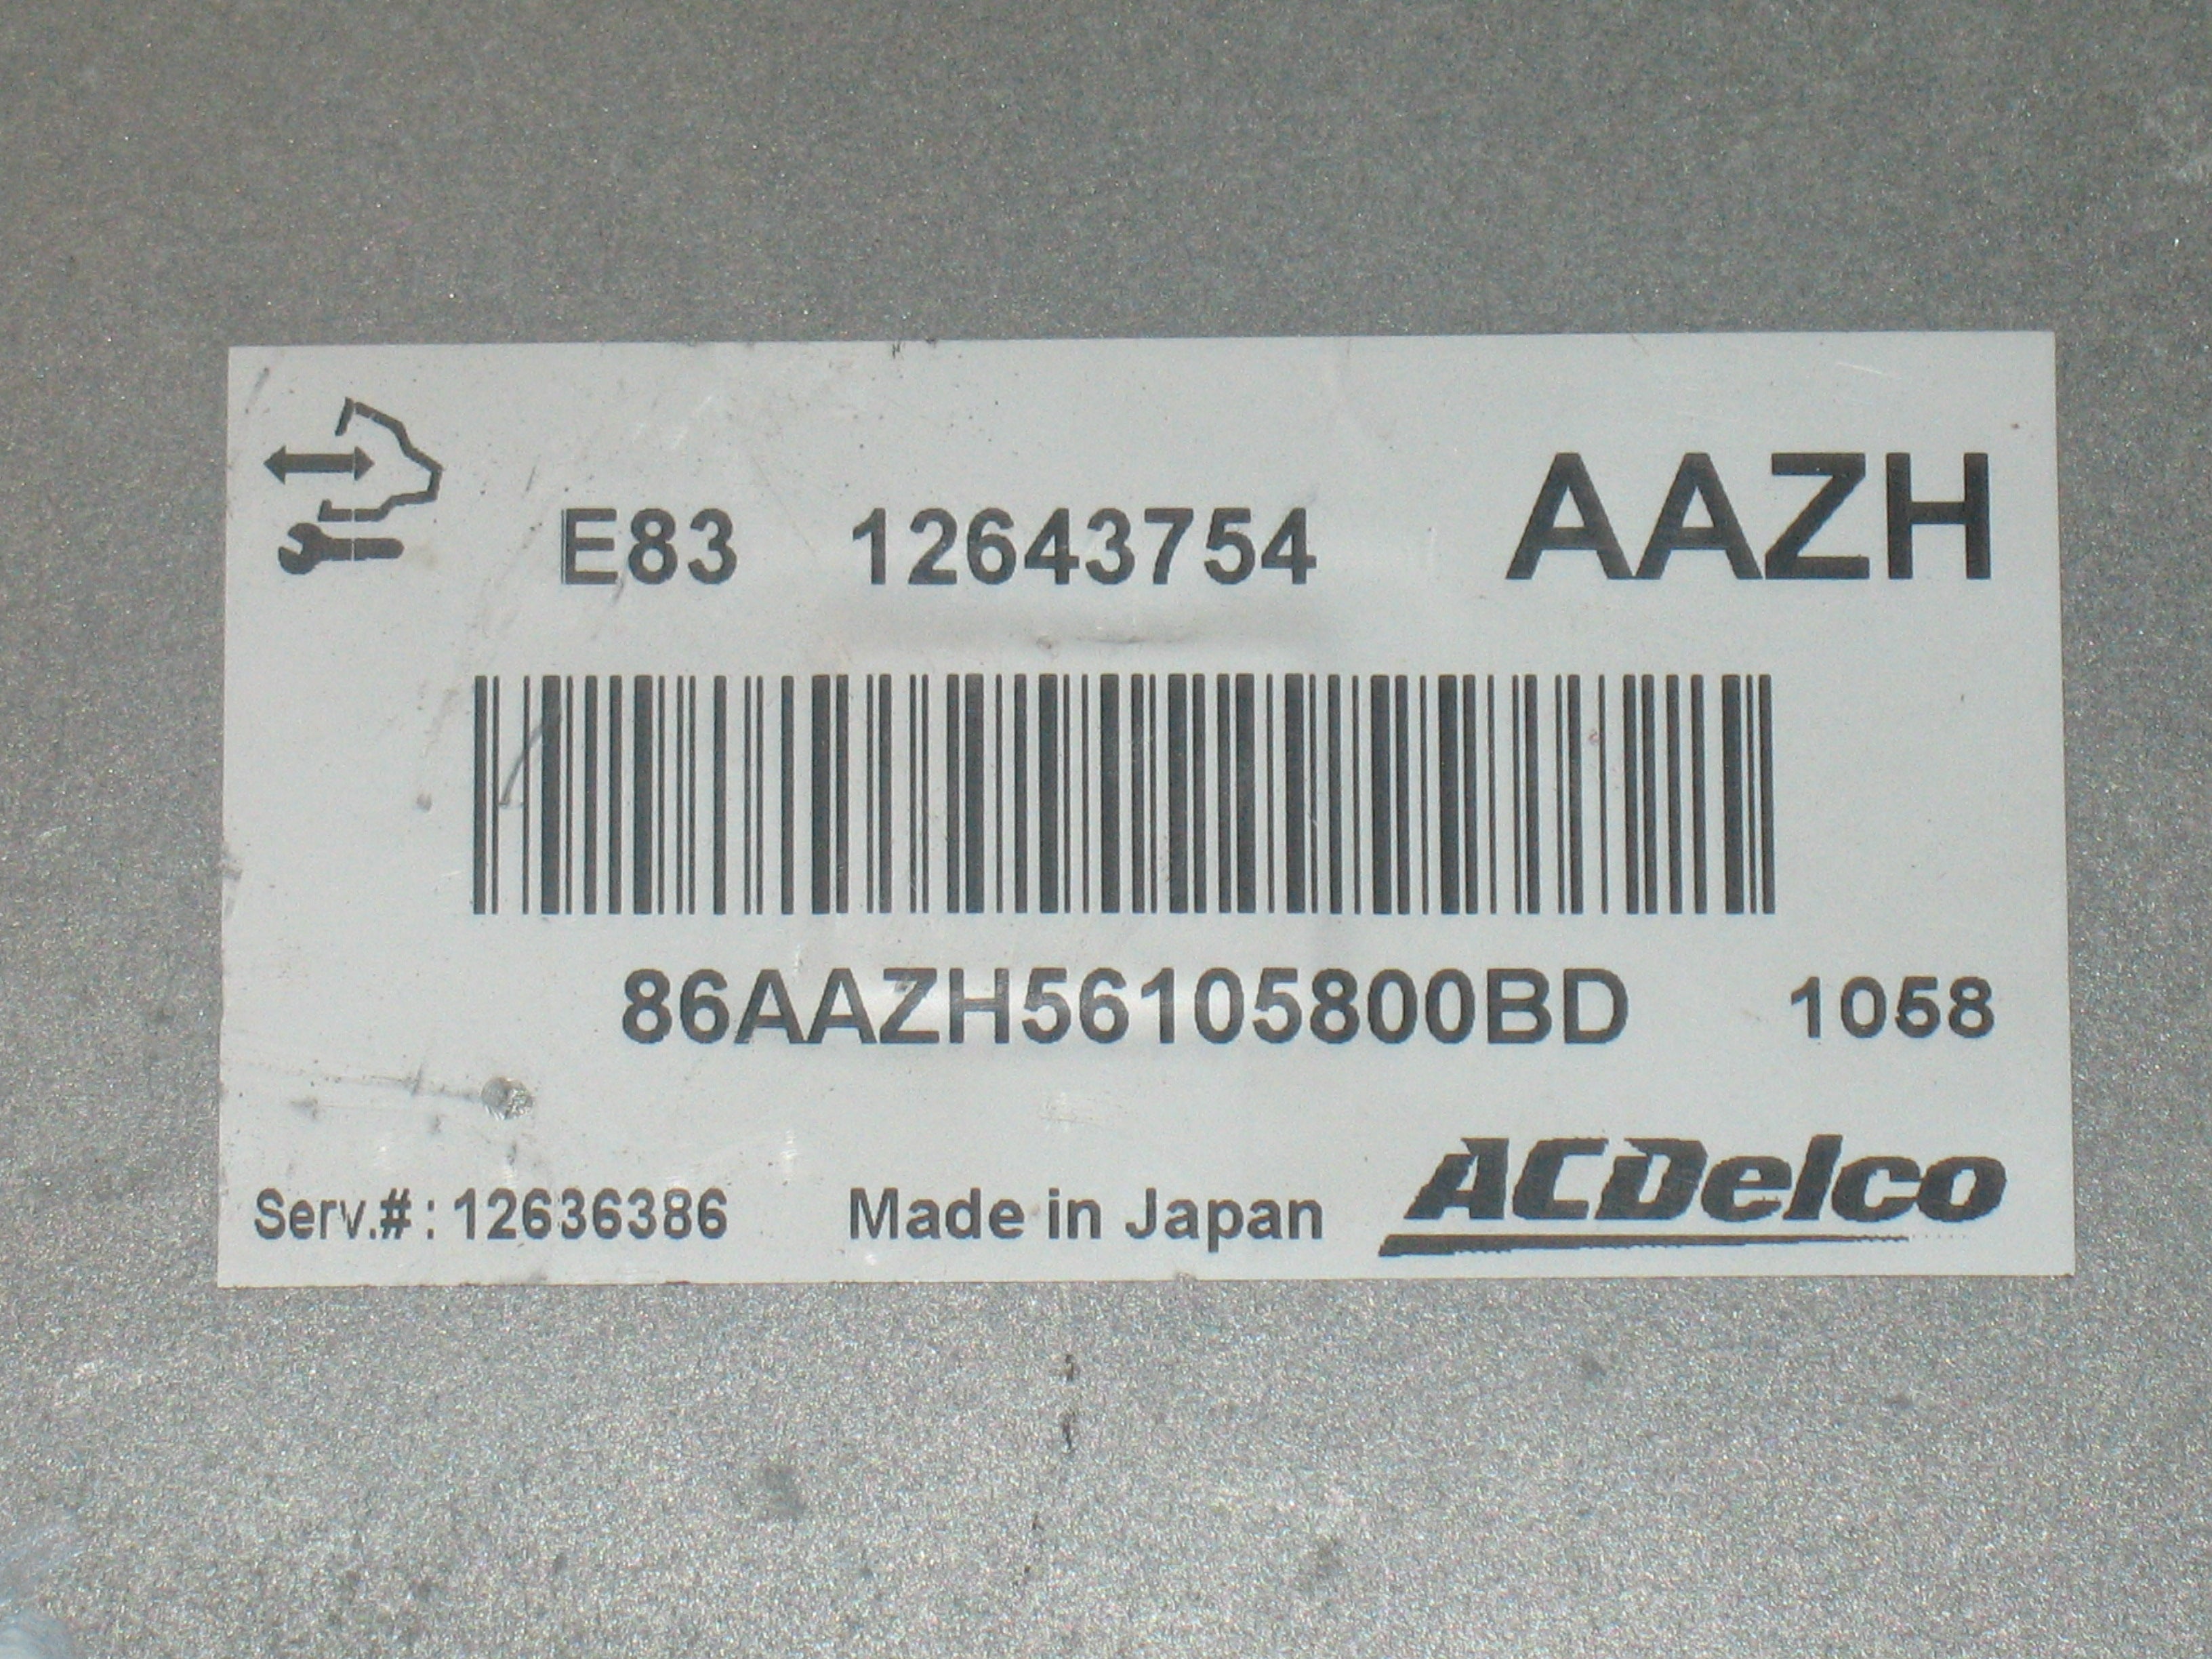 E83 12643754 AAZH
86AAZH56105800BD 1058
Serv.#: 12636386 Made in Japan ACDelco